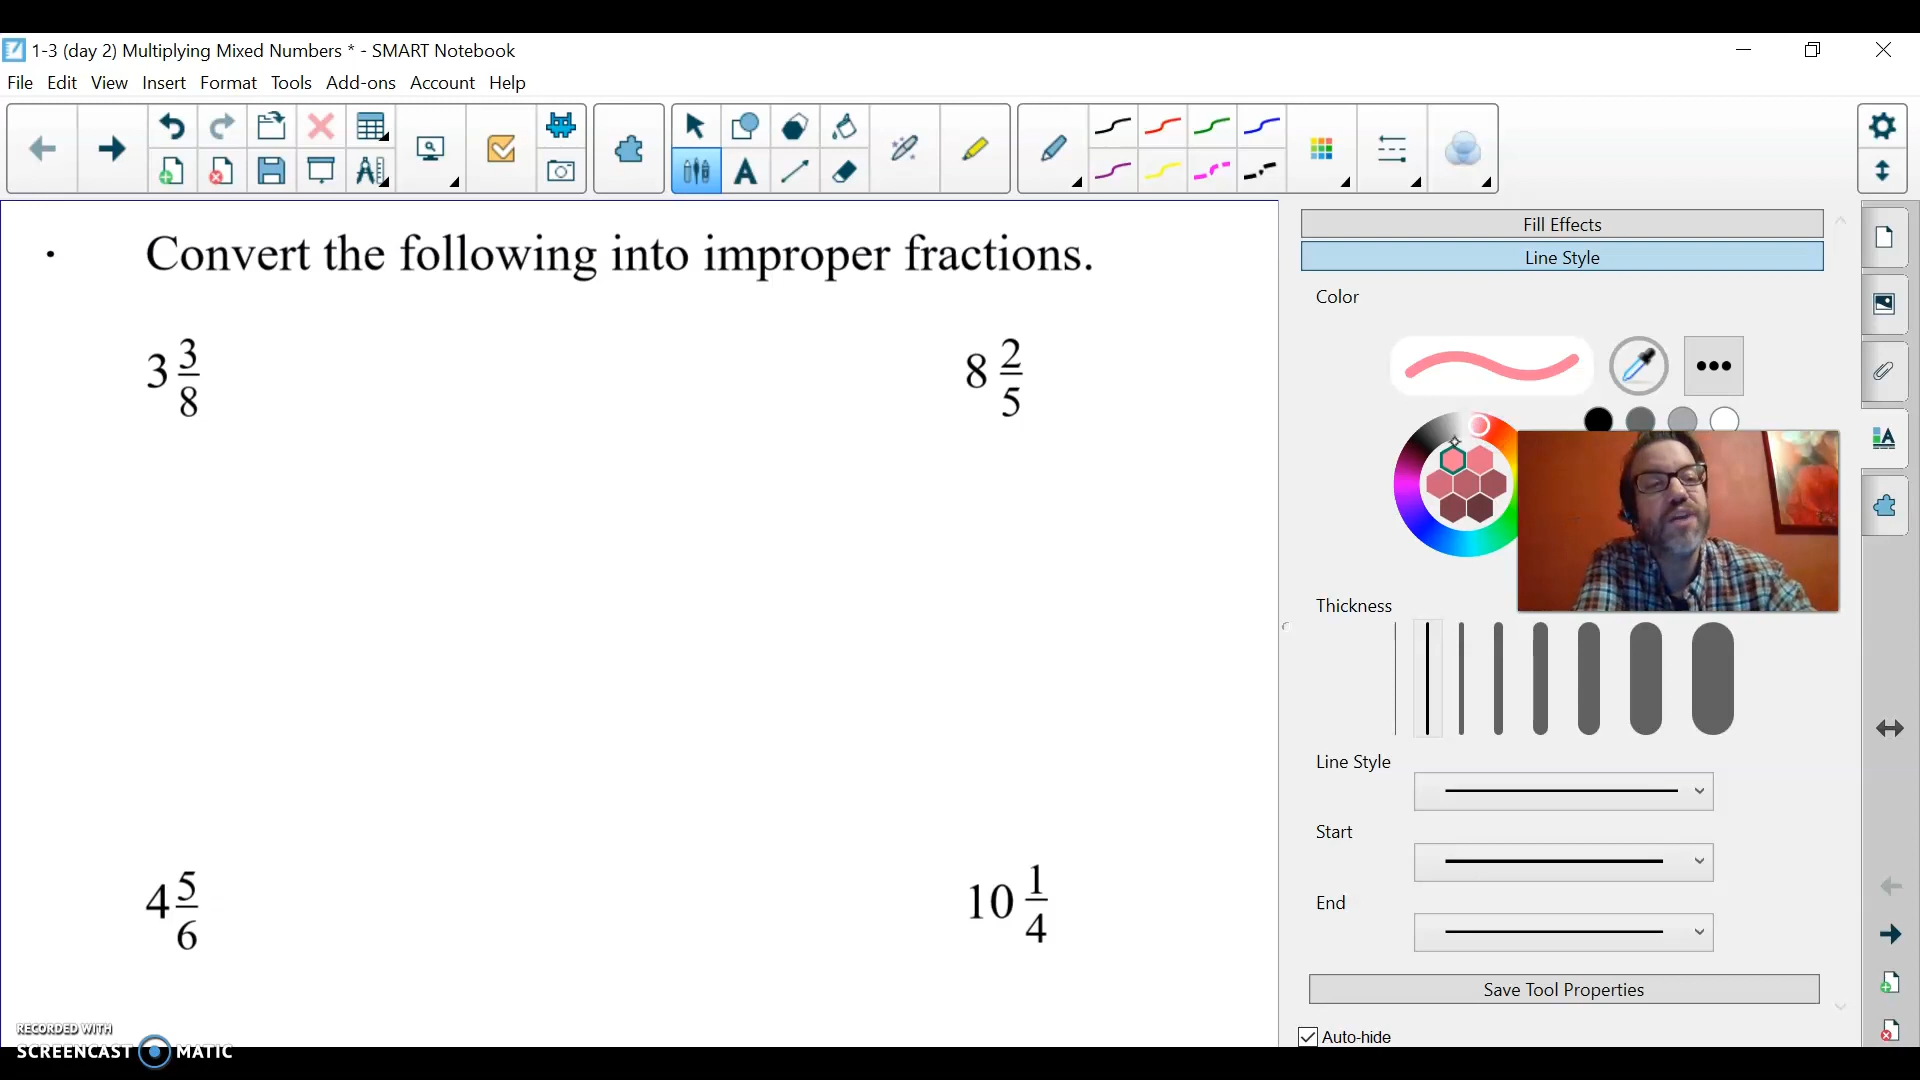 1-3 (day 2) Multiplying Mixed Numbers * - SMART Notebook
File Edit View Insert Format Tools Add-ons Account Help
Fill Effects
Line Style
Color
. Convert the following into improper fractions.
3 3/8
8 2/5
Thickness
Line Style
Start
End
4 5/6
10 1/4
Save Tool Properties
Auto-hide
RECORDED WITH
SCREENCAST MATIC